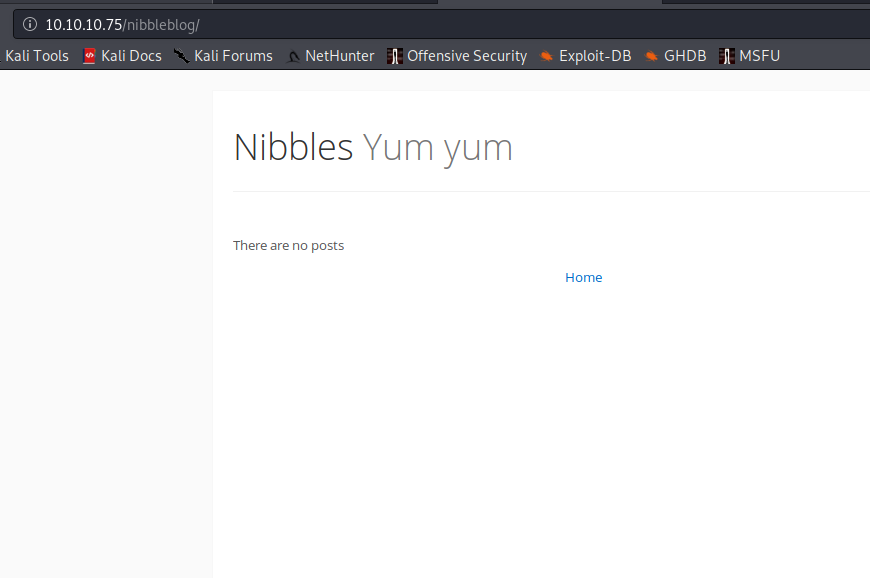 10.10.10.75/nibbleblog/
Kali Tools Kali Docs Kali Forums NetHunter Offensive Security Exploit-DB GHDB MSFU
Nibbles Yum yum
There are no posts
Home